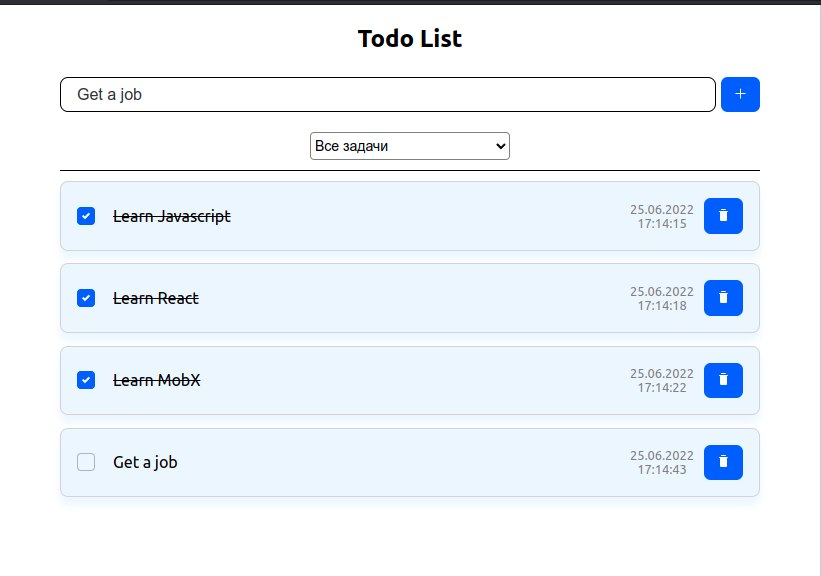 Todo List
Get a job
+
Все задачи
Learn Javascript
25.06.2022
17:14:15
Learn React
25.06.2022
17:14:18
Learn MobX
25.06.2022
17:14:22
Get a job
25.06.2022
17:14:43